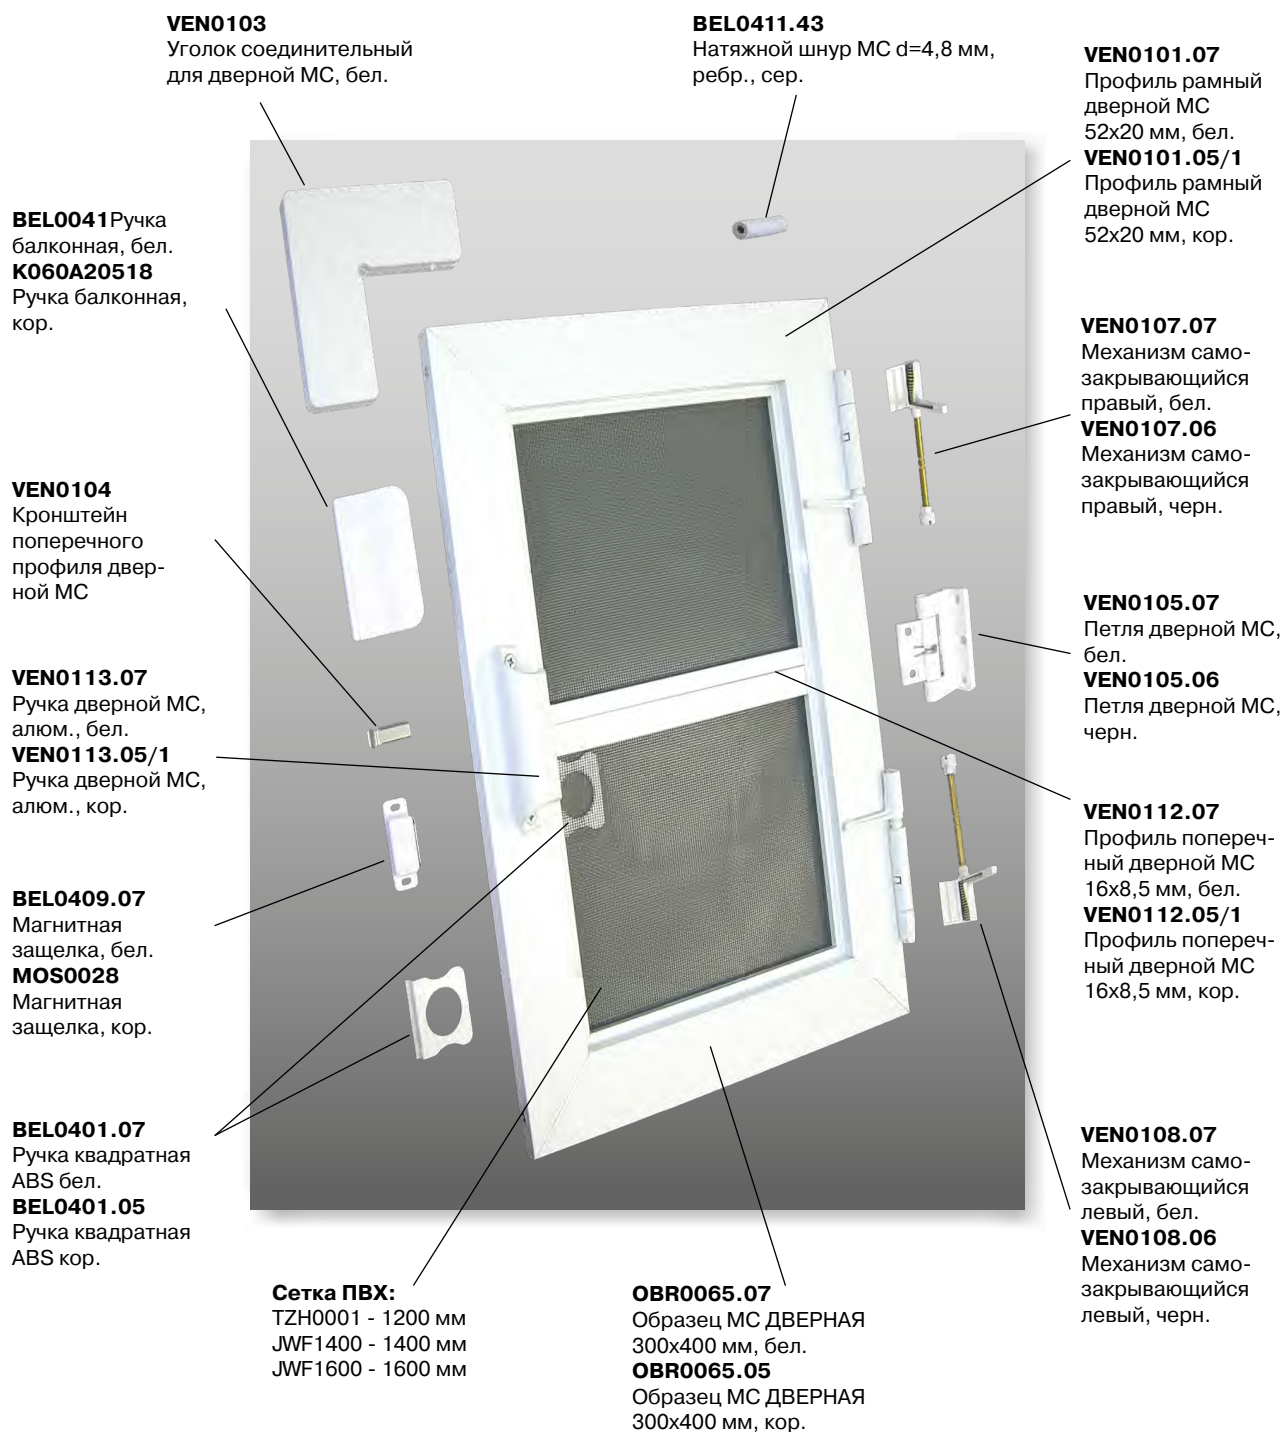 VEN0103
Уголок соединительный
для дверной МС, бел.
BEL0411.43
Натяжной шнур МС d=4,8 мм,
ребр., сер.
VEN0101.07
Профиль рамный
дверной МС
52х20 мм, бел.
VEN0101.05/1
Профиль рамный
дверной МС
52х20 мм, кор.
BEL0041Ручка
балконная, бел.
K060A20518
Ручка балконная,
кор.
VEN0107.07
Механизм само-
закрывающийся
правый, бел.
VEN0107.06
Механизм само-
закрывающийся
правый, черн.
VEN0104
Кронштейн
поперечного
профиля двер-
ной МС
VEN0105.07
Петля дверной МС,
бел.
VEN0105.06
Петля дверной МС,
черн.
VEN0113.07
Ручка дверной МС,
алюм., бел.
VEN0113.05/1
Ручка дверной МС,
алюм., кор.
VEN0112.07
Профиль попереч-
ный дверной МС
16х8,5 мм, бел.
VEN0112.05/1
Профиль попереч-
ный дверной МС
16х8,5 мм, кор.
BEL0409.07
Магнитная
защелка, бел.
MOS0028
Магнитная
защелка, кор.
BEL0401.07
Ручка квадратная
ABS бел.
BEL0401.05
Ручка квадратная
ABS кор.
VEN0108.07
Механизм само-
закрывающийся
левый, бел.
VEN0108.06
Механизм само-
закрывающийся
левый, черн.
Сетка ПВХ:
TZH0001 - 1200 мм
JWF1400 - 1400 мм
JWF1600 - 1600 мм
OBR0065.07
Образец МС ДВЕРНАЯ
300х400 мм, бел.
OBR0065.05
Образец МС ДВЕРНАЯ
300х400 мм, кор.